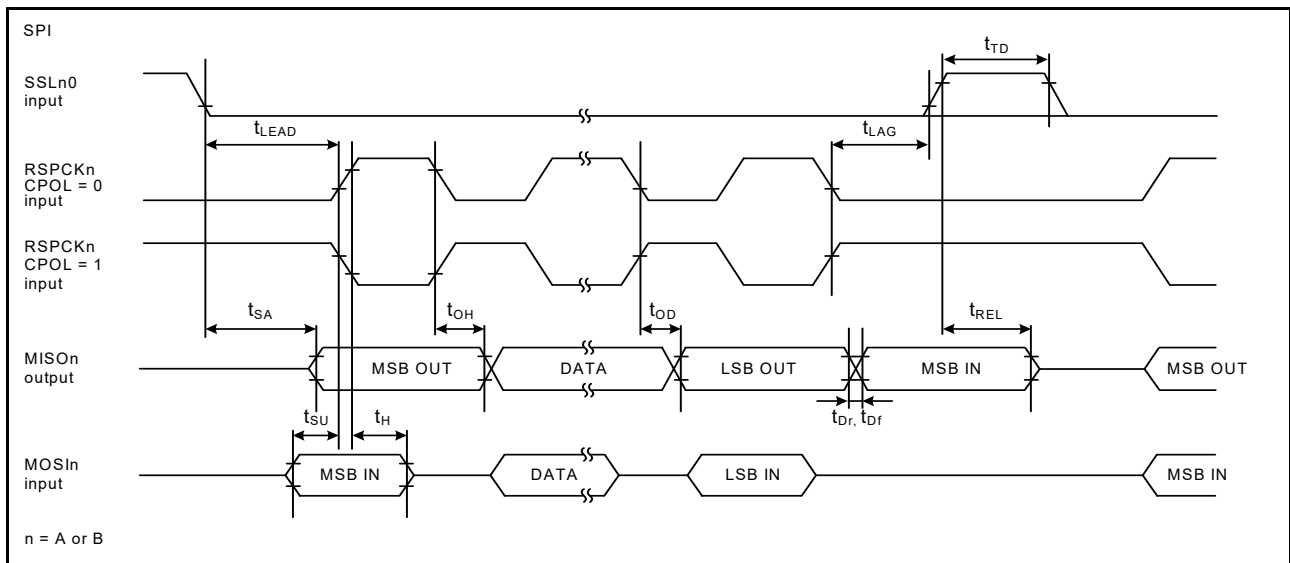 SPI
SSLn0
input
tTD
tLEAD
tLAG
RSPCKn
CPOL = 0
input
RSPCKn
CPOL = 1
input
tSA
tOH
tOD
tREL
MISOn
output
MSB OUT
DATA
LSB OUT
MSB IN
MSB OUT
tSU
tH
tDr, tDf
MOSIn
input
MSB IN
DATA
LSB IN
MSB IN
n = A or B